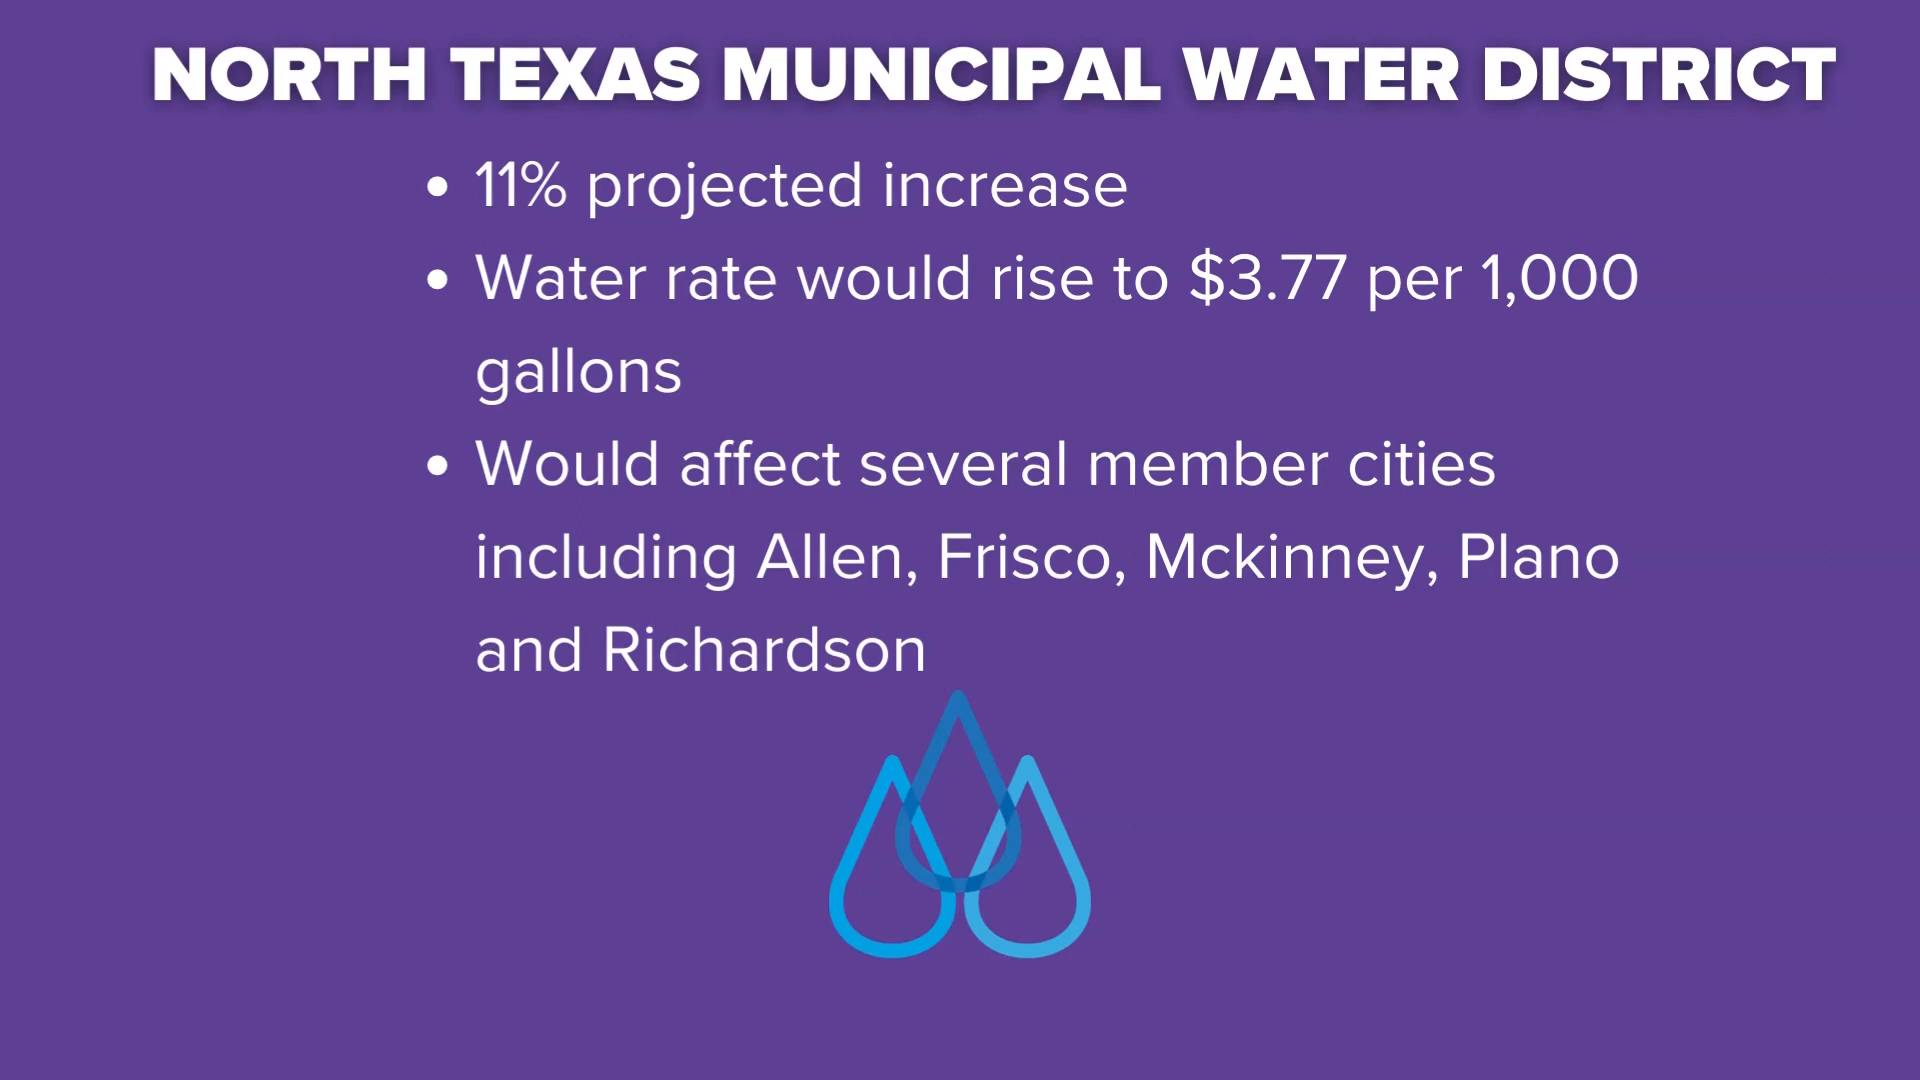 NORTH TEXAS MUNICIPAL WATER DISTRICT
• 11% projected increase
• Water rate would rise to $3.77 per 1,000
gallons
• Would affect several member cities
including Allen, Frisco, Mckinney, Plano
and Richardson